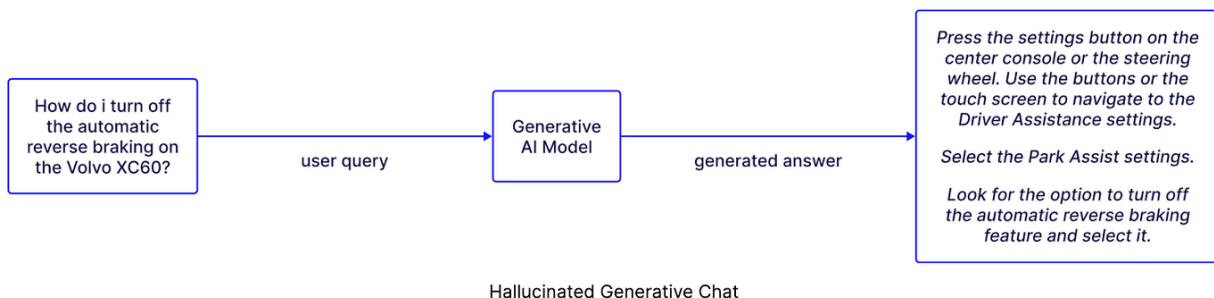 How do i turn off
the automatic
reverse braking on
the Volvo XC60?
user query
Generative
AI Model
generated answer
Press the settings button on the
center console or the steering
wheel. Use the buttons or the
touch screen to navigate to the
Driver Assistance settings.
Select the Park Assist settings.
Look for the option to turn off
the automatic reverse braking
feature and select it.
Hallucinated Generative Chat